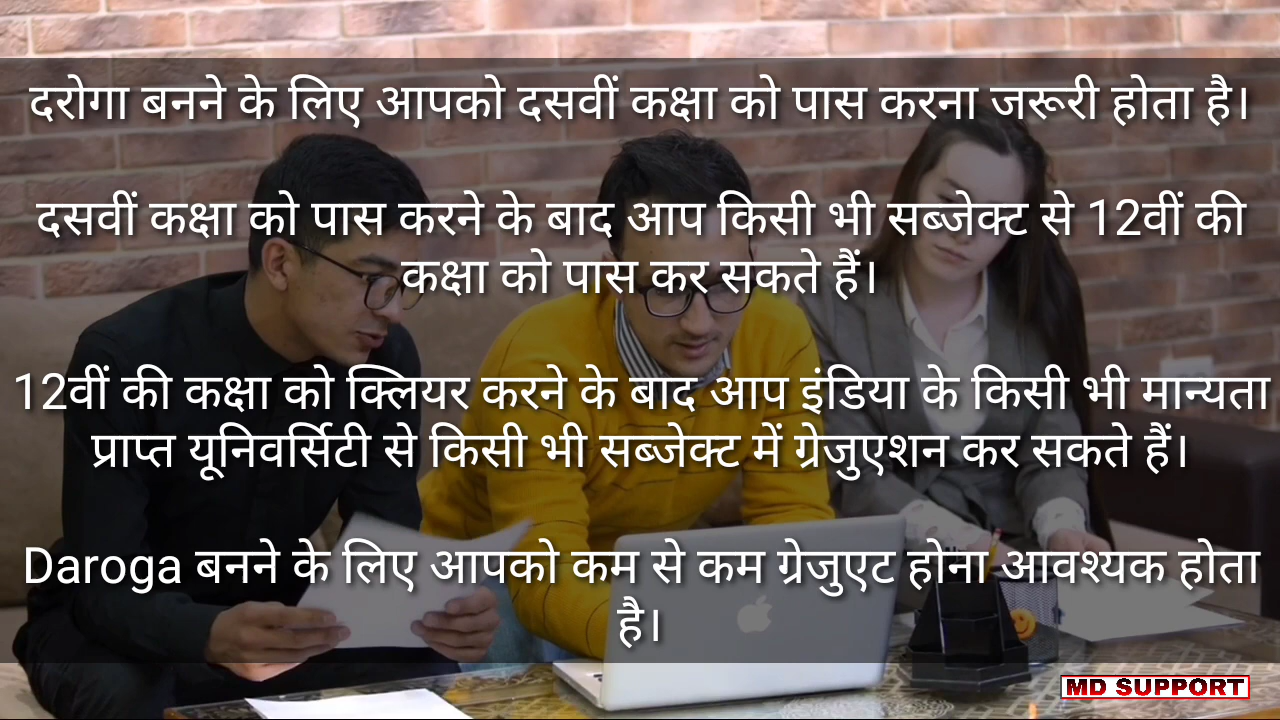 दरोगा बनने के लिए आपको दसवीं कक्षा को पास करना जरूरी होता है।
दसवीं कक्षा को पास करने के बाद आप किसी भी सब्जेक्ट से 12वीं की
कक्षा को पास कर सकते हैं।
12वीं की कक्षा को क्लियर करने के बाद आप इंडिया के किसी भी मान्यता
प्राप्त यूनिवर्सिटी से किसी भी सब्जेक्ट में ग्रेजुएशन कर सकते हैं।
Daroga बनने के लिए आपको कम से कम ग्रेजुएट होना आवश्यक होता
है।
MD SUPPORT